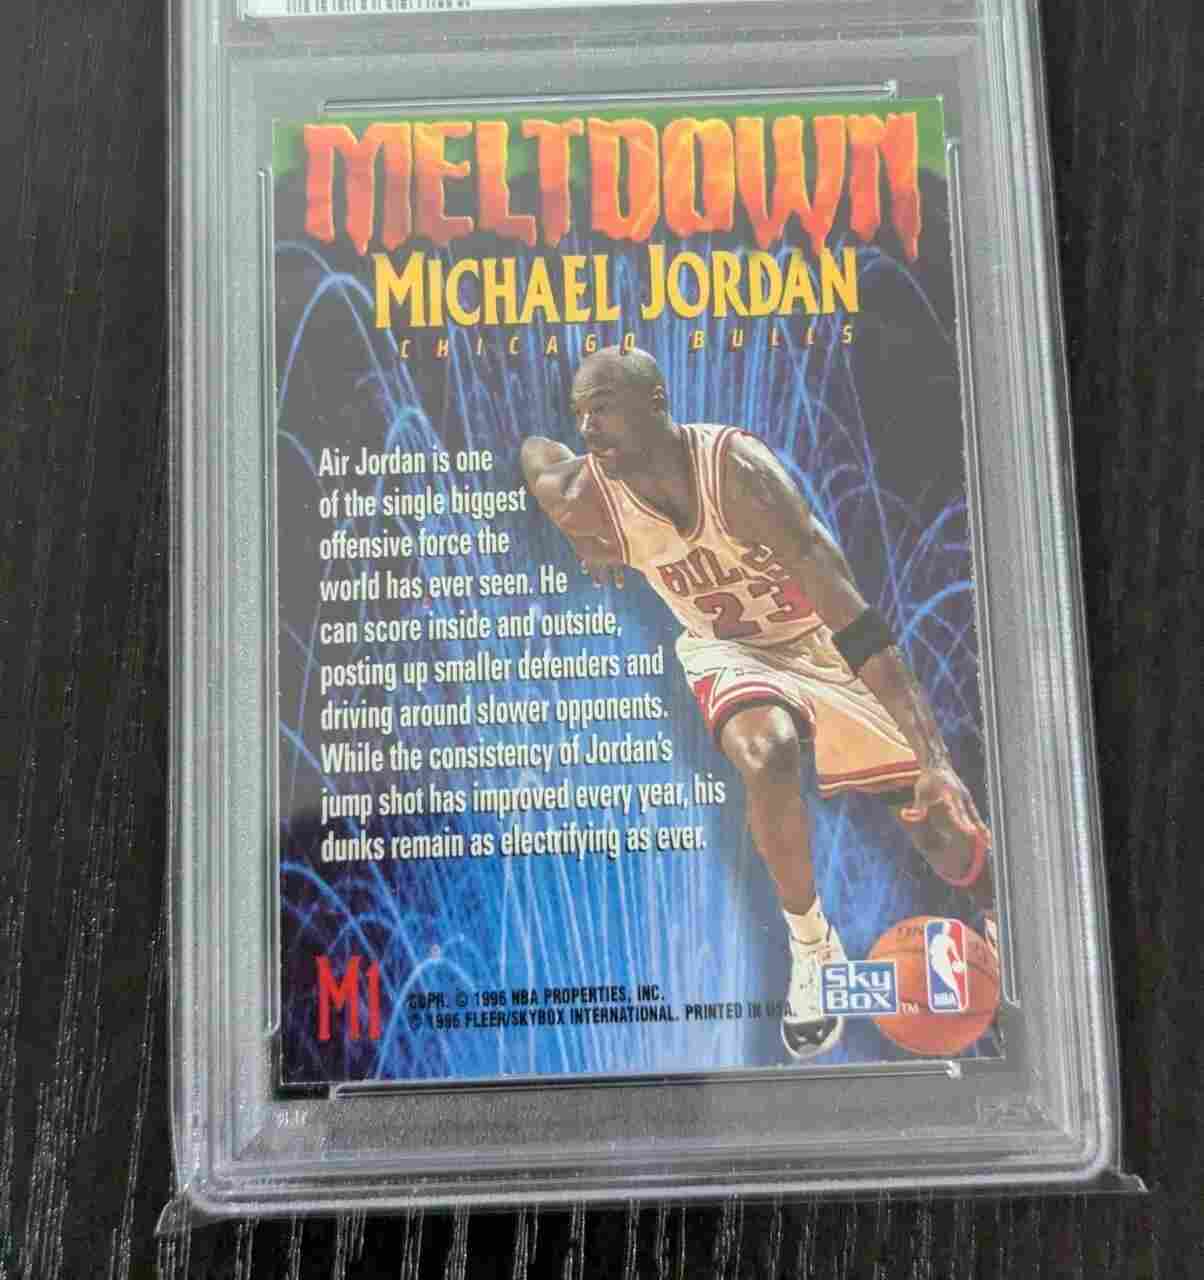 MELTDOWN
MICHAEL JORDAN
CHICAGO BULLS
Air Jordan is one
of the single biggest
offensive force the
world has ever seen. He
can score inside and outside,
posting up smaller defenders and
driving around slower opponents.
While the consistency of Jordan's
jump shot has improved every year, his
dunks remain as electrifying as ever.
BULLS
23
M1
COPR. © 1996 NBA PROPERTIES, INC.
© 1996 FLEER/SKYBOX INTERNATIONAL. PRINTED IN USA.
Sky
Box
TM
NBA